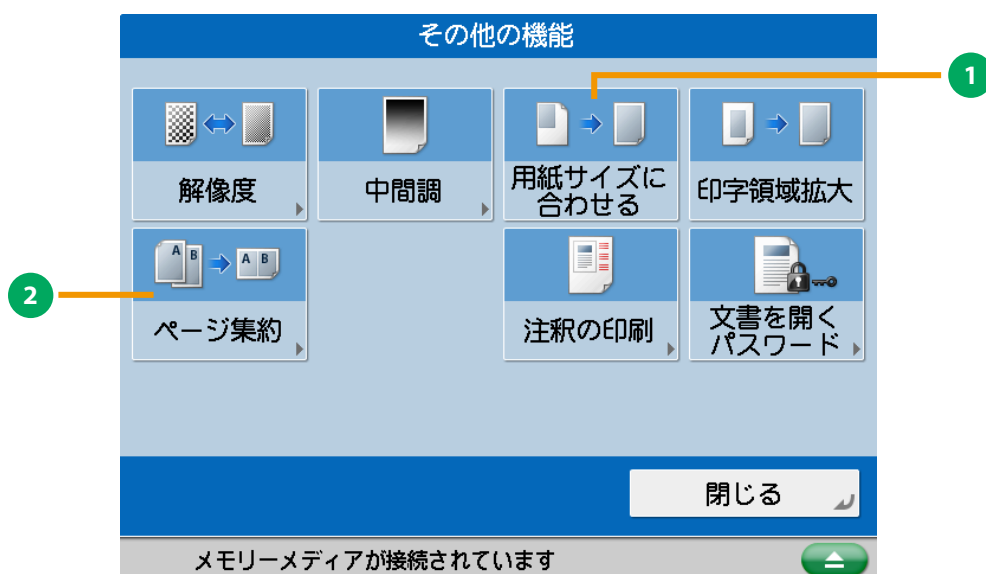 その他の機能
1
解像度
中間調
用紙サイズに
合わせる
印字領域拡大
A B A B
2
ページ集約
注釈の印刷
文書を開く
パスワード
閉じる
メモリーメディアが接続されています